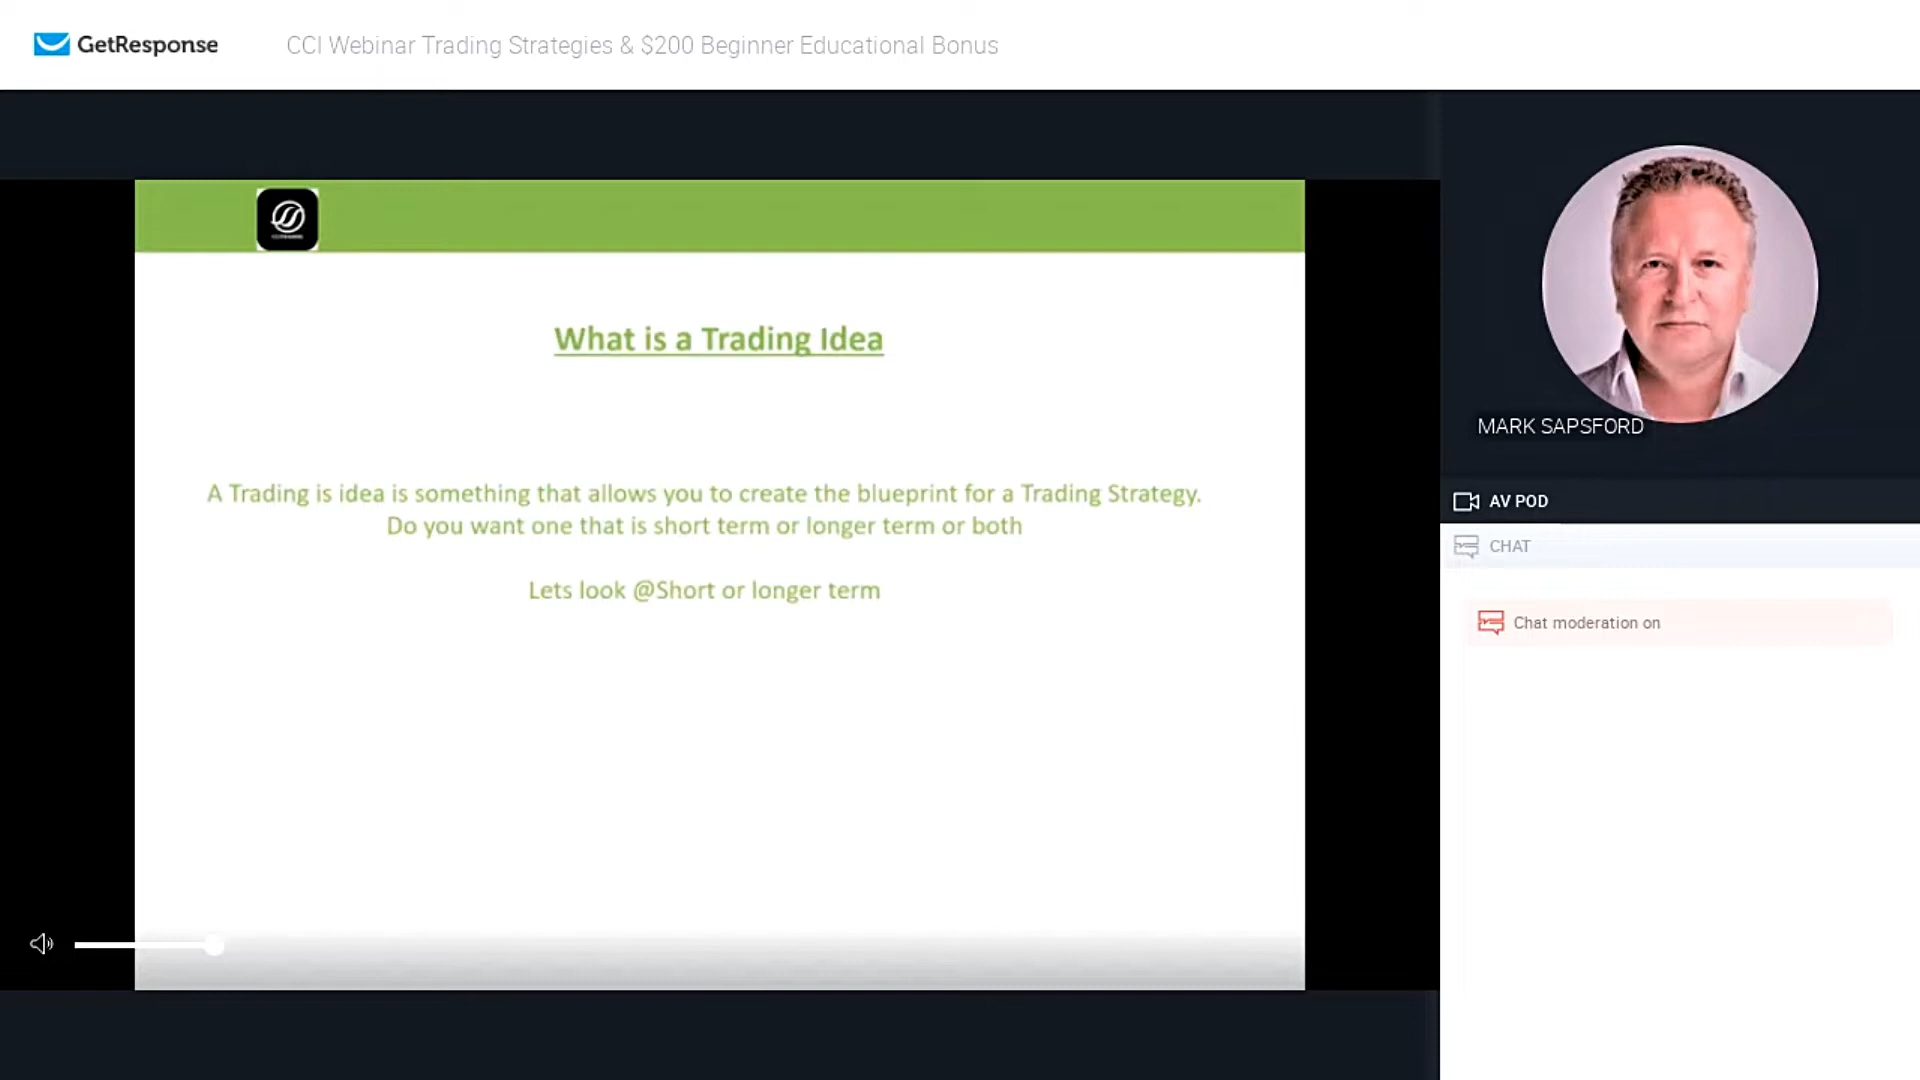 GetResponse
CCI Webinar Trading Strategies & $200 Beginner Educational Bonus
What is a Trading Idea
A Trading is idea is something that allows you to create the blueprint for a Trading Strategy.
Do you want one that is short term or longer term or both
Lets look @Short or longer term
MARK SAPSFORD
AV POD
CHAT
Chat moderation on